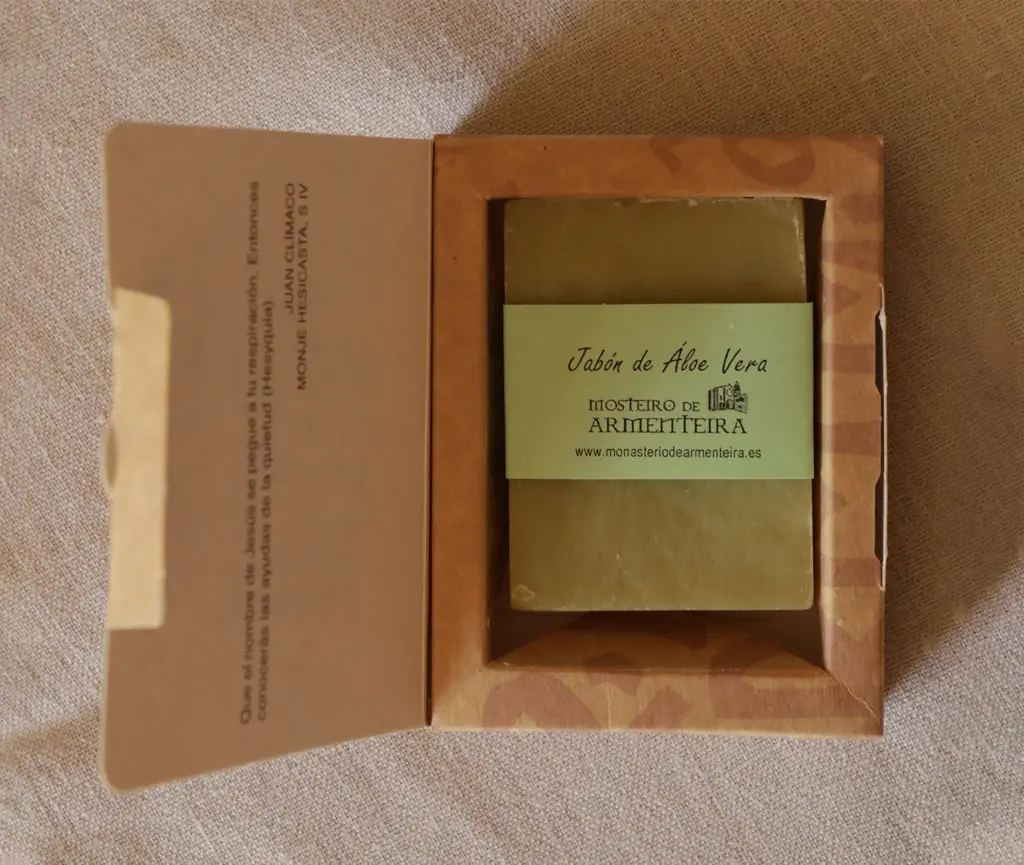 Que el nombre de Jesús se pegue a tu respiración. Entonces
conocerás las ayudas de la quietud (Hesyquia)
JUAN CLÍMACO
MONJE HESICASTA. S IV
Jabón de Áloe Vera
MOSTEIRO DE
ARMENTEIRA
www.monasteriodearmenteira.es